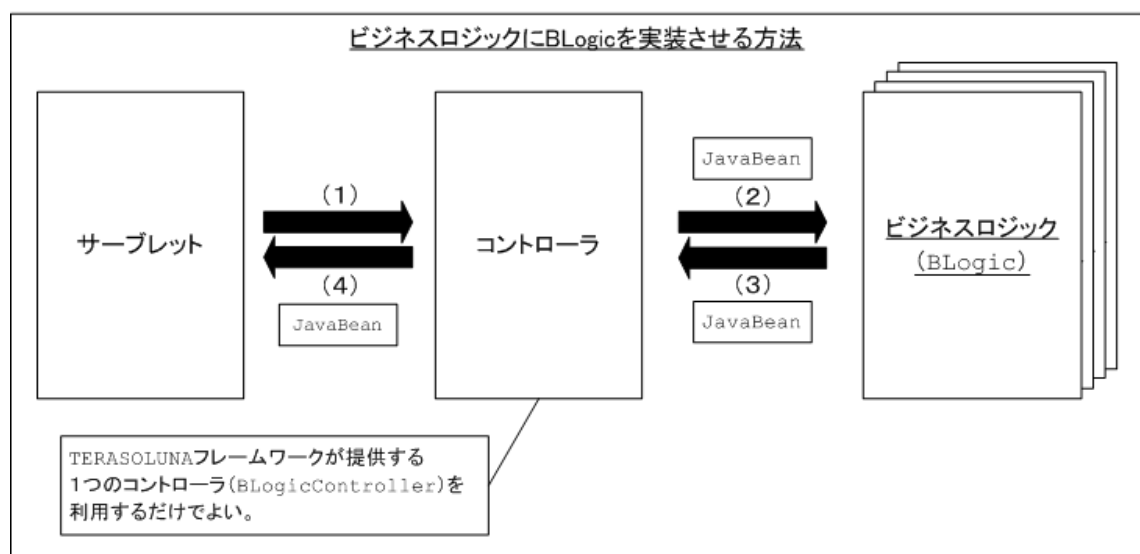 ビジネスロジックにBLogicを実装させる方法
サーブレット
(1)
(4)
JavaBean
コントローラ
JavaBean
(2)
(3)
JavaBean
ビジネスロジック
(BLogic)
TERASOLUNAフレームワークが提供する
1つのコントローラ(BLogicController)を
利用するだけでよい。